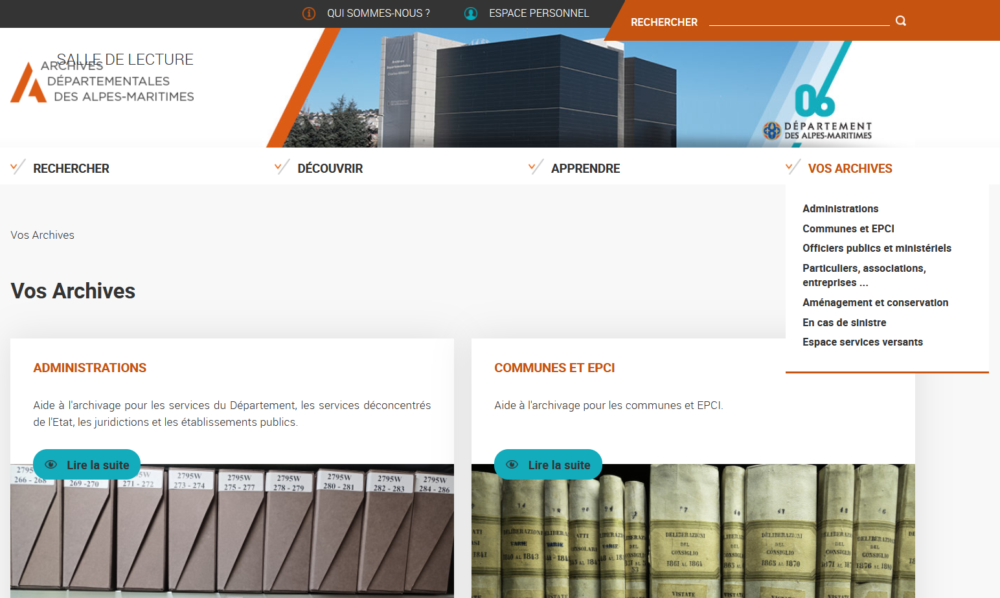 QUI SOMMES-NOUS ?
ESPACE PERSONNEL
RECHERCHER
SALLE DE LECTURE
ARCHIVES
DÉPARTEMENTALES
DES ALPES-MARITIMES
06
DÉPARTEMENT
DES ALPES-MARITIMES
RECHERCHER
DÉCOUVRIR
APPRENDRE
VOS ARCHIVES
Administrations
Communes et EPCI
Officiers publics et ministériels
Particuliers, associations,
entreprises ...
Aménagement et conservation
En cas de sinistre
Espace services versants
Vos Archives
Vos Archives
ADMINISTRATIONS
Aide à l'archivage pour les services du Département, les services déconcentrés
de l'Etat, les juridictions et les établissements publics.
Lire la suite
2795W
266 - 268
269 -270
271 - 272
2795W
273 - 274
2795W
275 - 277
2795W
278 - 279
2795W
280 - 281
2795W
282 - 283
2795W
284 - 286
COMMUNES ET EPCI
Aide à l'archivage pour les communes et EPCI.
Lire la suite
DELIBERAZIONI
VARIE
1840 AL 1843
DELIBERAZIONI
DEL
CONSIGLIO
1861 AL 1864
VISTATE
DELIBERAZIONI
DEL
CONSIGLIO
1865 AL 1870
VISTATE